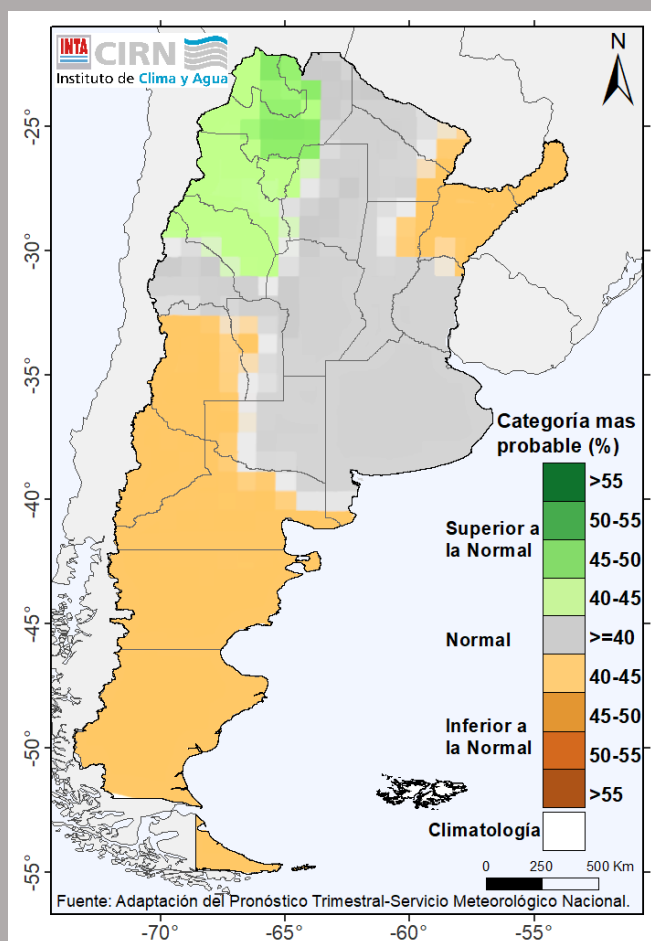 INTA CIRN
Instituto de Clima y Agua
N
-25°
-30°
-35°
-40°
-45°
-50°
-55°
Categoría mas
probable (%)
>55
50-55
Superior a
la Normal
45-50
40-45
Normal
>=40
40-45
45-50
Inferior a
la Normal
50-55
>55
Climatología
0 250 500 Km
Fuente: Adaptación del Pronóstico Trimestral-Servicio Meteorológico Nacional.
-70° -65° -60° -55°